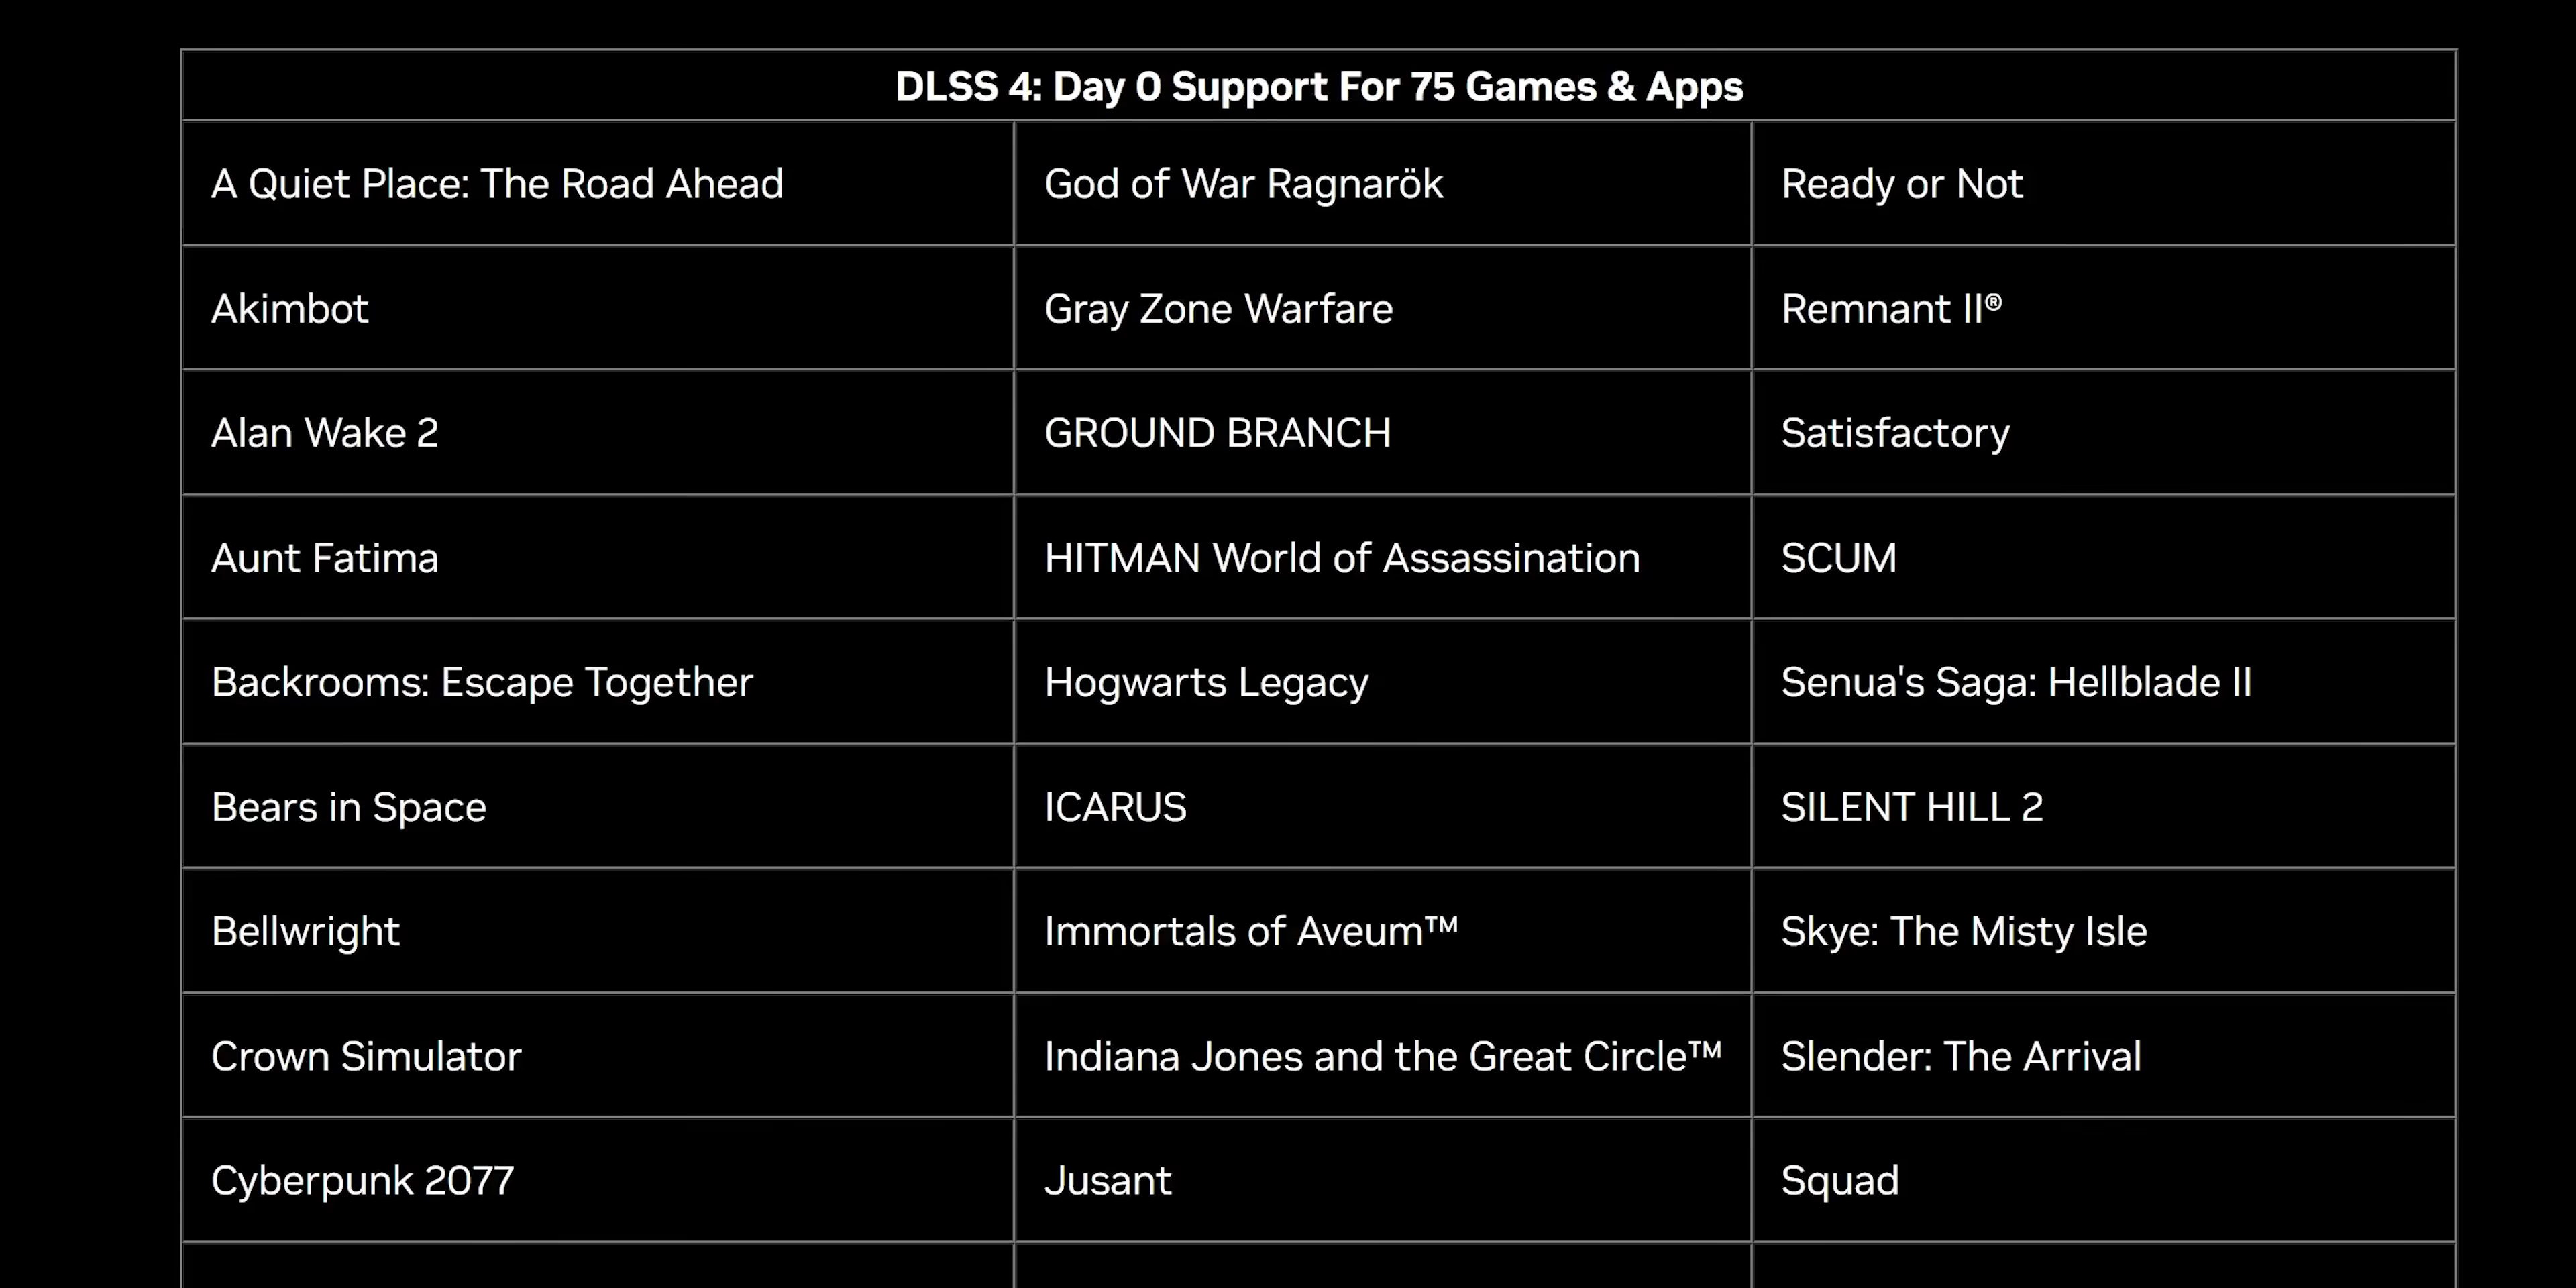 DLSS 4: Day 0 Support For 75 Games & Apps
A Quiet Place: The Road Ahead
God of War Ragnarök
Ready or Not
Akimbot
Gray Zone Warfare
Remnant II®
Alan Wake 2
GROUND BRANCH
Satisfactory
Aunt Fatima
HITMAN World of Assassination
SCUM
Backrooms: Escape Together
Hogwarts Legacy
Senua's Saga: Hellblade II
Bears in Space
ICARUS
SILENT HILL 2
Bellwright
Immortals of Aveum™
Skye: The Misty Isle
Crown Simulator
Indiana Jones and the Great Circle™
Slender: The Arrival
Cyberpunk 2077
Jusant
Squad